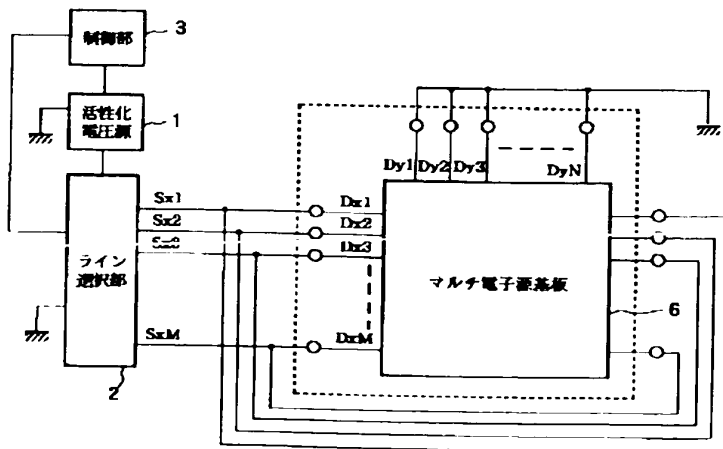 制御部
3
活性化
電圧源
1
Sx1
Sx2
SxM
ライン
選択部
2
Dx1
Dx2
Dx3
DxM
Dy1 Dy2 Dy3 DyN
マルチ電子源基板
6